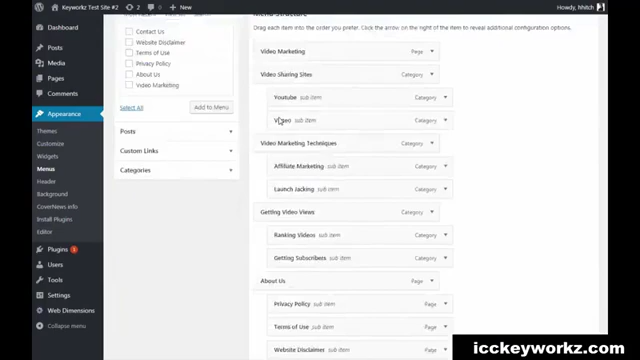 Keyworkz Test Site #2
2
0
New
Howdy, hhitch
Dashboard
Posts
Media
Pages
Comments
Appearance
Themes
Customize
Widgets
Menus
Header
Background
CoverNews info
Install Plugins
Editor
Plugins
Users
Tools
Settings
Web Dimensions
Collapse menu
Contact Us
Website Disclaimer
Terms of Use
Privacy Policy
About Us
Video Marketing
Select All
Add to Menu
Posts
Custom Links
Categories
Menu Structure
Drag each item into the order you prefer. Click the arrow on the right of the item to reveal additional configuration options.
Video Marketing Page
Video Sharing Sites Category
Youtube sub item Category
sub item Category
Video Marketing Techniques Category
Affiliate Marketing sub item Category
Launch Jacking sub item Category
Getting Video Views Category
Ranking Videos sub item Category
Getting Subscribers sub item Category
About Us Page
Privacy Policy sub item Page
Terms of Use sub item Page
Website Disclaimer sub item Page
icckeyworkz.com